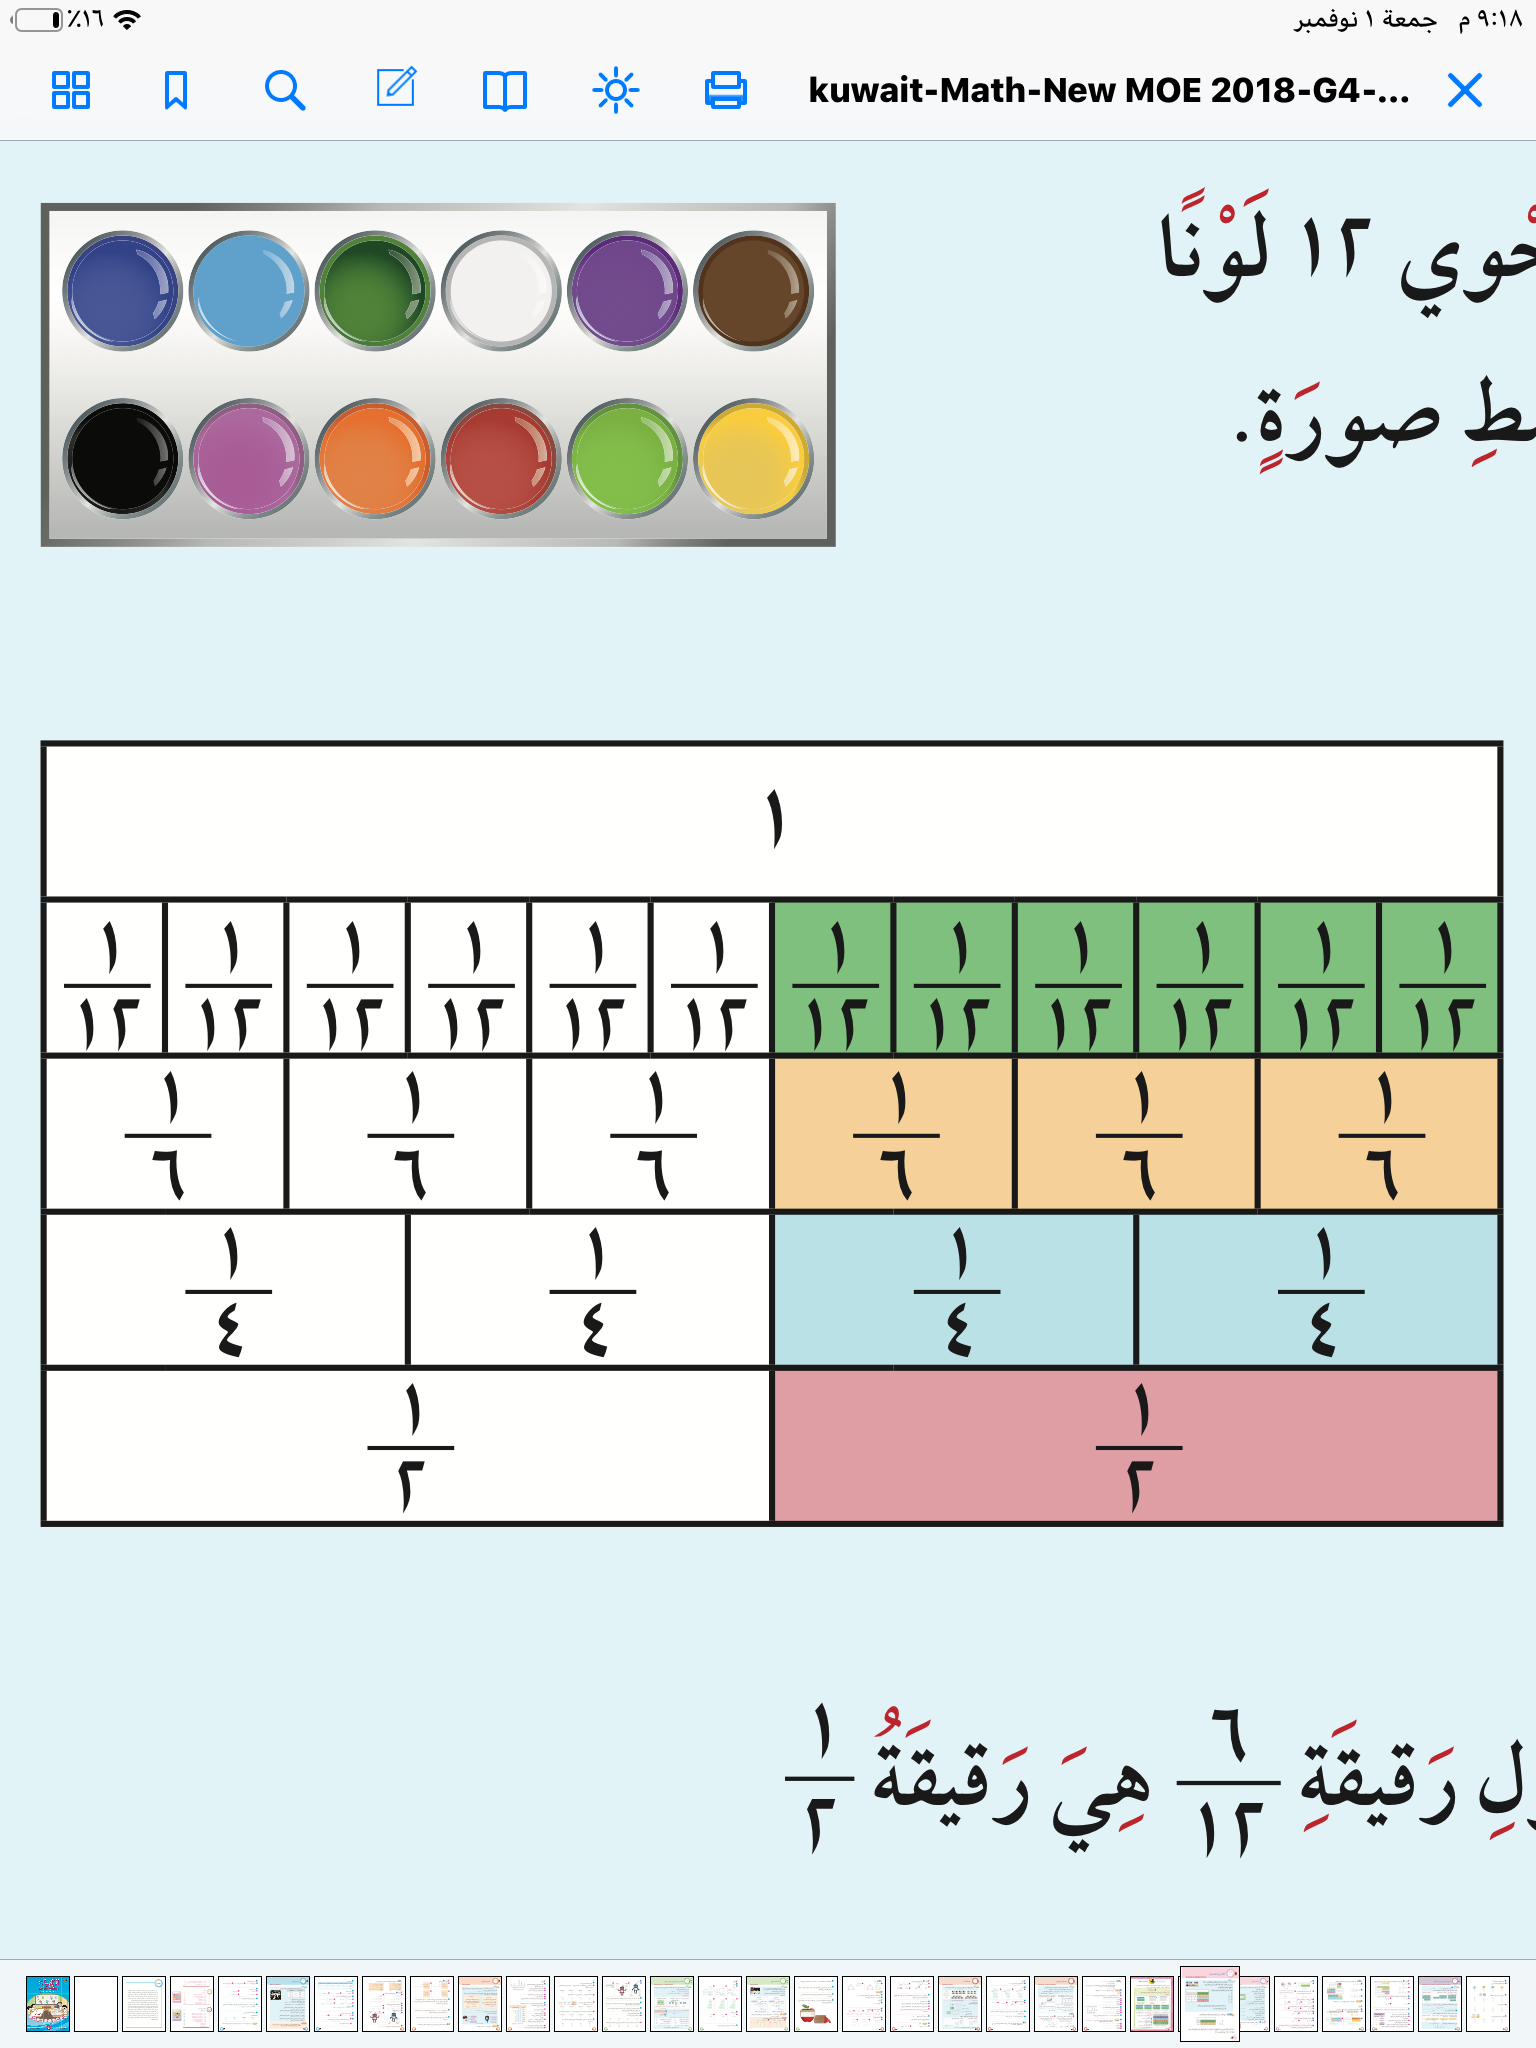 ٩:١٨ م جمعة ١ نوفمبر
٪١٦
kuwait-Math-New MOE 2018-G4-...
١٢ لَوْنًا
صورَةٍ.
١
١/١٢ ١/١٢ ١/١٢ ١/١٢ ١/١٢ ١/١٢ ١/١٢ ١/١٢ ١/١٢ ١/١٢ ١/١٢ ١/١٢
١/٦ ١/٦ ١/٦ ١/٦ ١/٦ ١/٦
١/٤ ١/٤ ١/٤ ١/٤
١/٢ ١/٢
رَقيقَةِ ٦/١٢ هِيَ رَقيقَةُ ١/٢